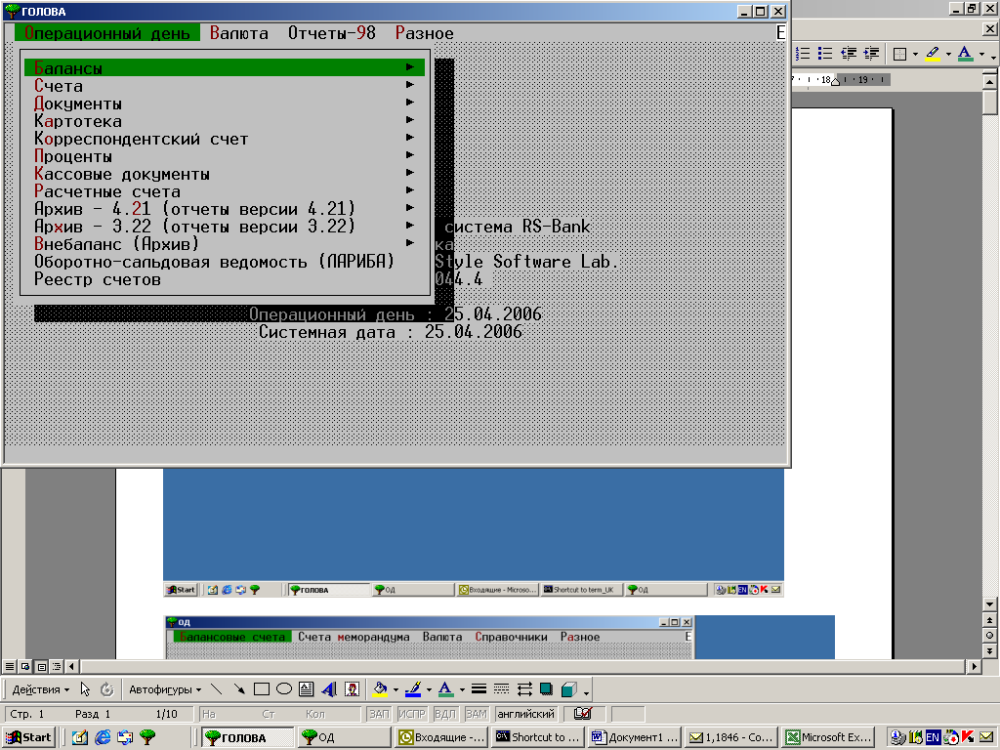 ГОЛОВА
Операционный день Валюта Отчеты-98 Разное E
Балансы
Счета
Документы
Картотека
Корреспондентский счет
Проценты
Кассовые документы
Расчетные счета
Архив - 4.21 (отчеты версии 4.21)
Архив - 3.22 (отчеты версии 3.22)
система RS-Bank
Внебаланс (Архив)
ка
Оборотно-сальдовая ведомость (ЛАРИБА)
Style Software Lab.
Реестр счетов
044.4
Операционный день : 25.04.2006
Системная дата : 25.04.2006
18 19
Start ГОЛОВА ОД Входящие - Microso... Shortcut to term_UK ОД EN
ОД
Балансовые счета Счета меморандума Валюта Справочники Разное E
Действия Автофигуры
Стр. 1 Разд 1 1/10 На Ст Кол ЗАП ИСПР ВДЛ ЗАМ английский
Start ГОЛОВА ОД Входящие -... Shortcut to ... Документ1 ... 1,1846 - Co... Microsoft Ex... EN